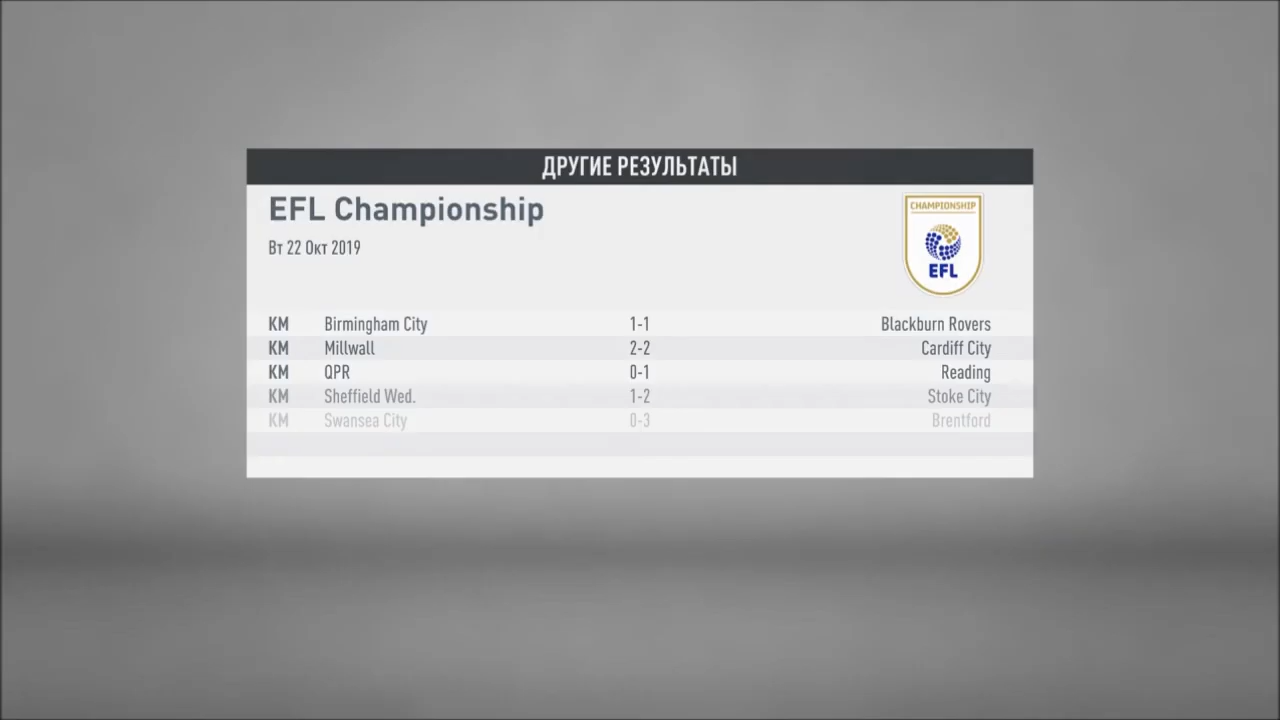 ДРУГИЕ РЕЗУЛЬТАТЫ
EFL Championship
Вт 22 Окт 2019
CHAMPIONSHIP
EFL
КМ Birmingham City 1-1 Blackburn Rovers
КМ Millwall 2-2 Cardiff City
КМ QPR 0-1 Reading
КМ Sheffield Wed. 1-2 Stoke City
КМ Swansea City 0-3 Brentford